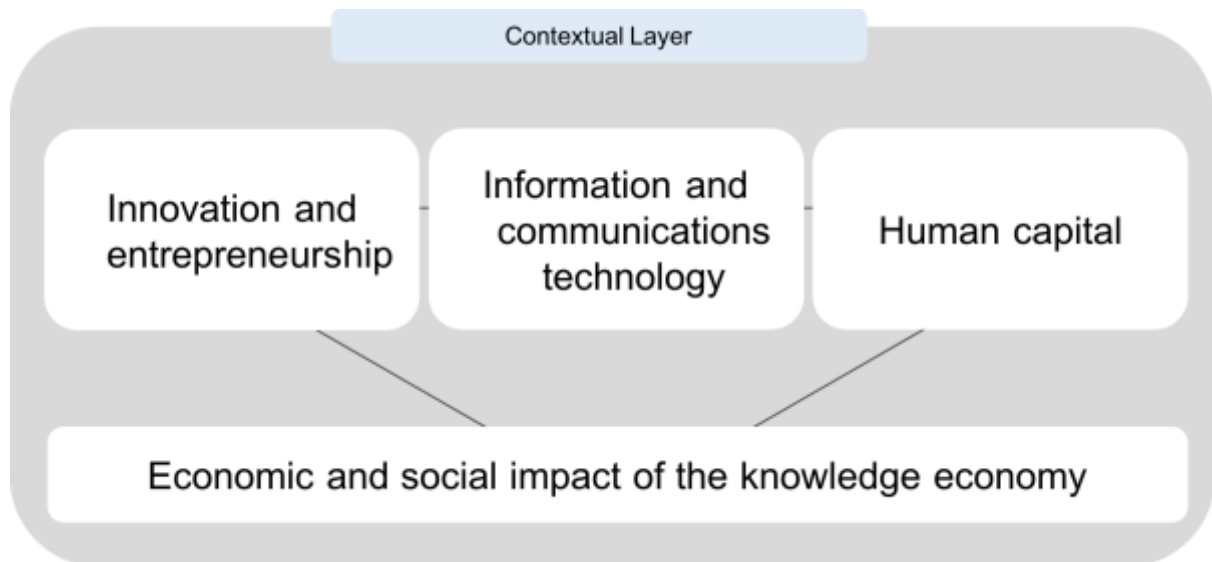 Contextual Layer
Innovation and
entrepreneurship
Information and
communications
technology
Human capital
Economic and social impact of the knowledge economy